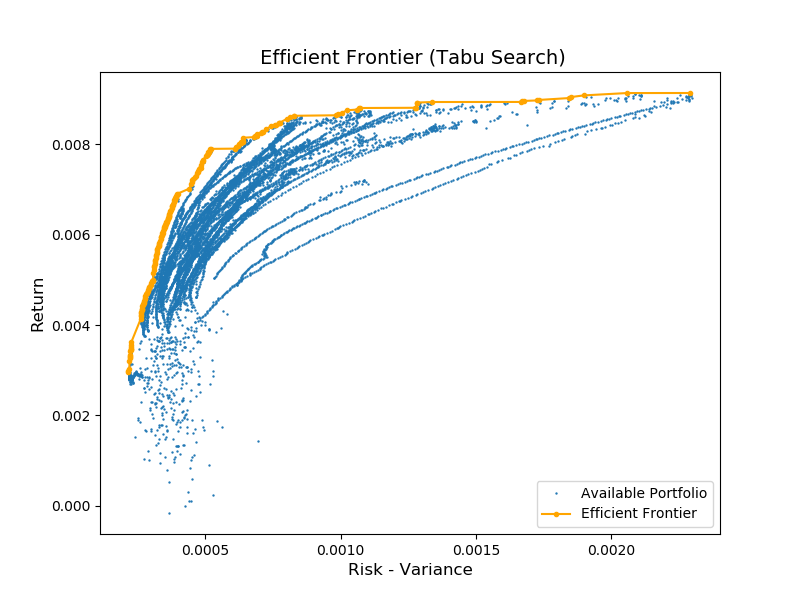 Efficient Frontier (Tabu Search)
Return
0.008
0.006
0.004
0.002
0.000
0.0005 0.0010 0.0015 0.0020
Risk - Variance
Available Portfolio
Efficient Frontier